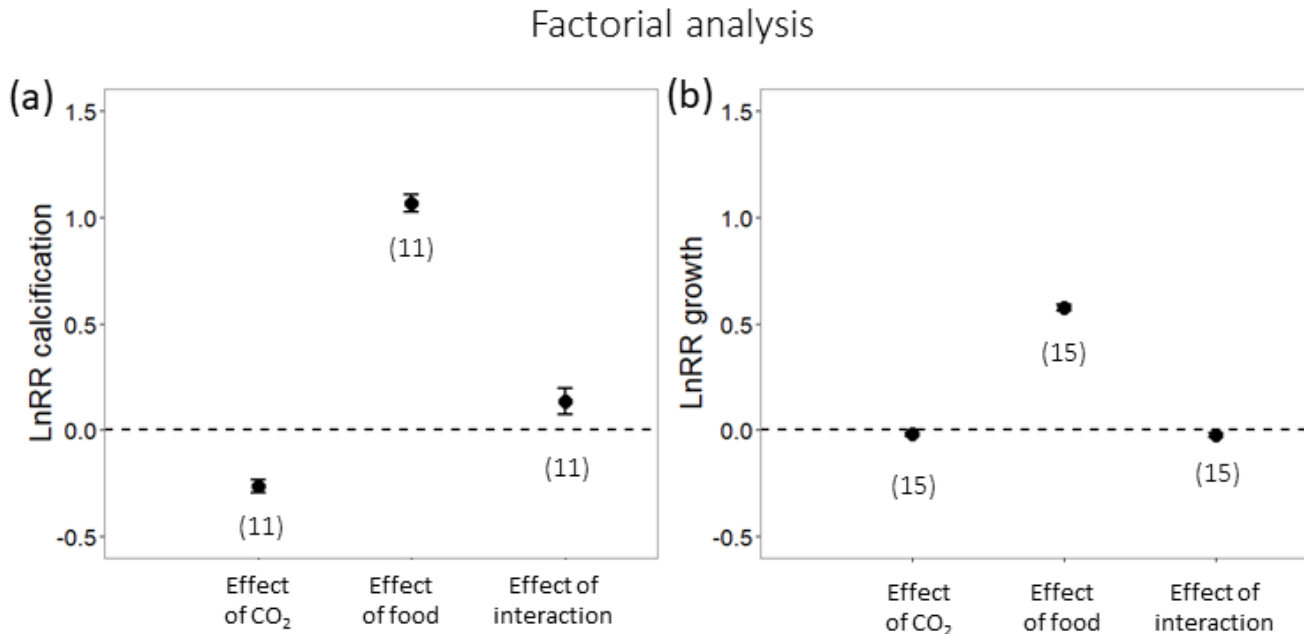 Factorial analysis
(a)
LnRR calcification
1.5
1.0
0.5
0.0
-0.5
(11)
(11)
(11)
Effect
of CO₂
Effect
of food
Effect of
interaction
(b)
LnRR growth
1.5
1.0
0.5
0.0
-0.5
(15)
(15)
(15)
Effect
of CO₂
Effect
of food
Effect of
interaction